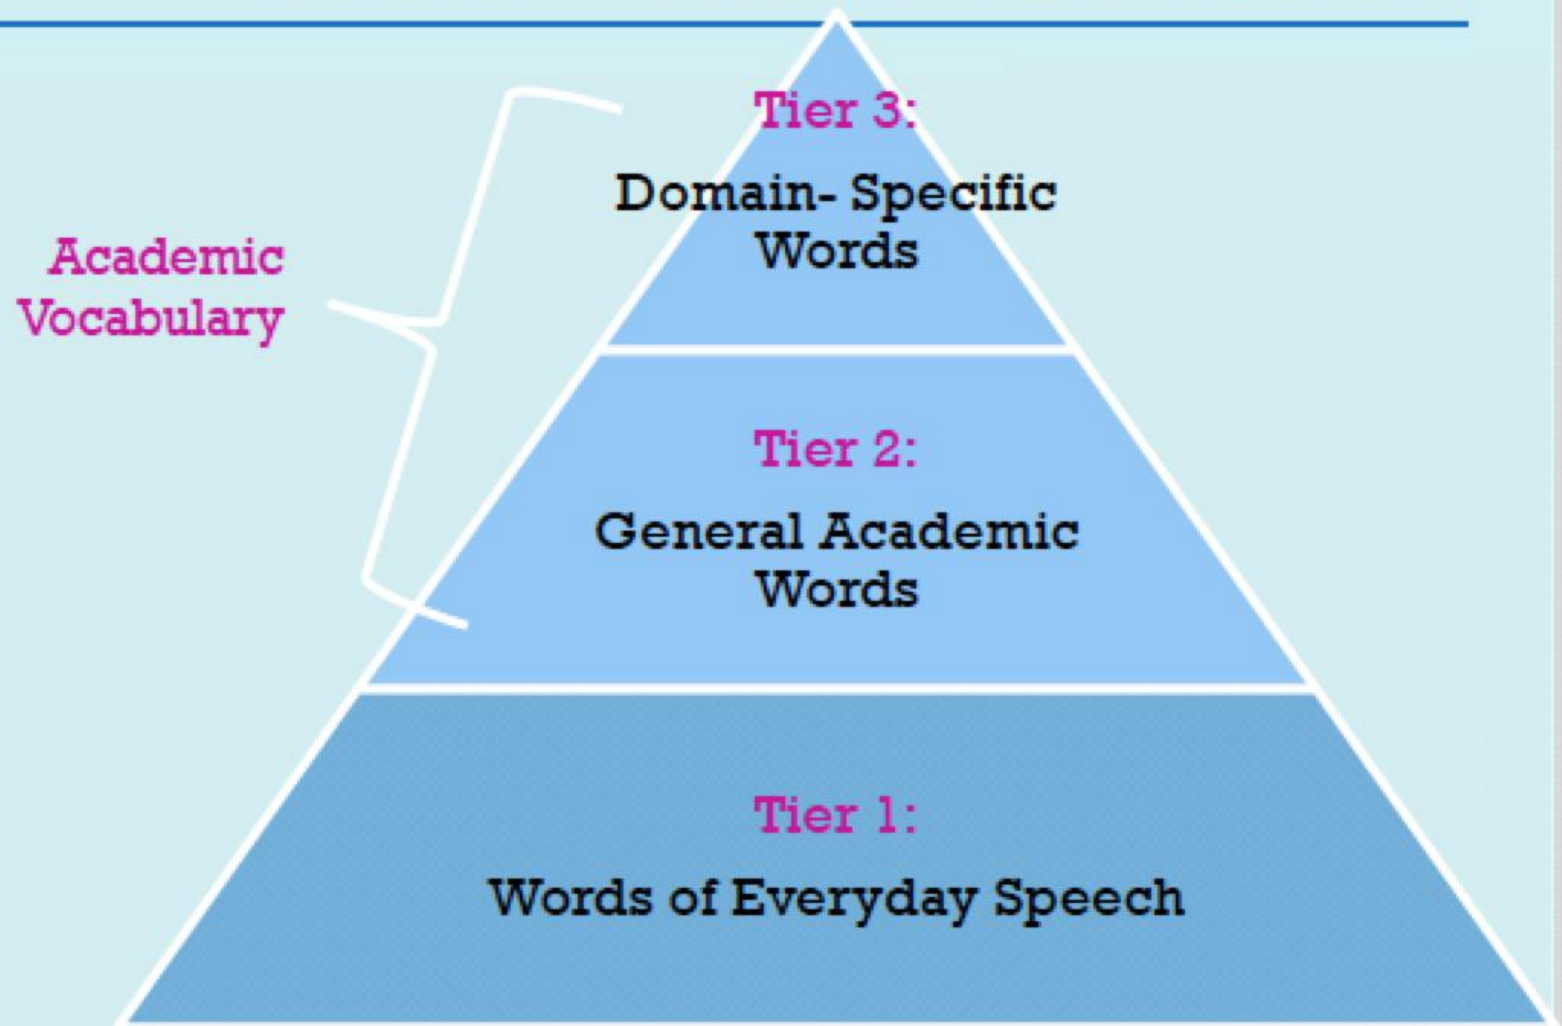 Tier 3:
Domain- Specific
Words
Academic
Vocabulary
Tier 2:
General Academic
Words
Tier 1:
Words of Everyday Speech